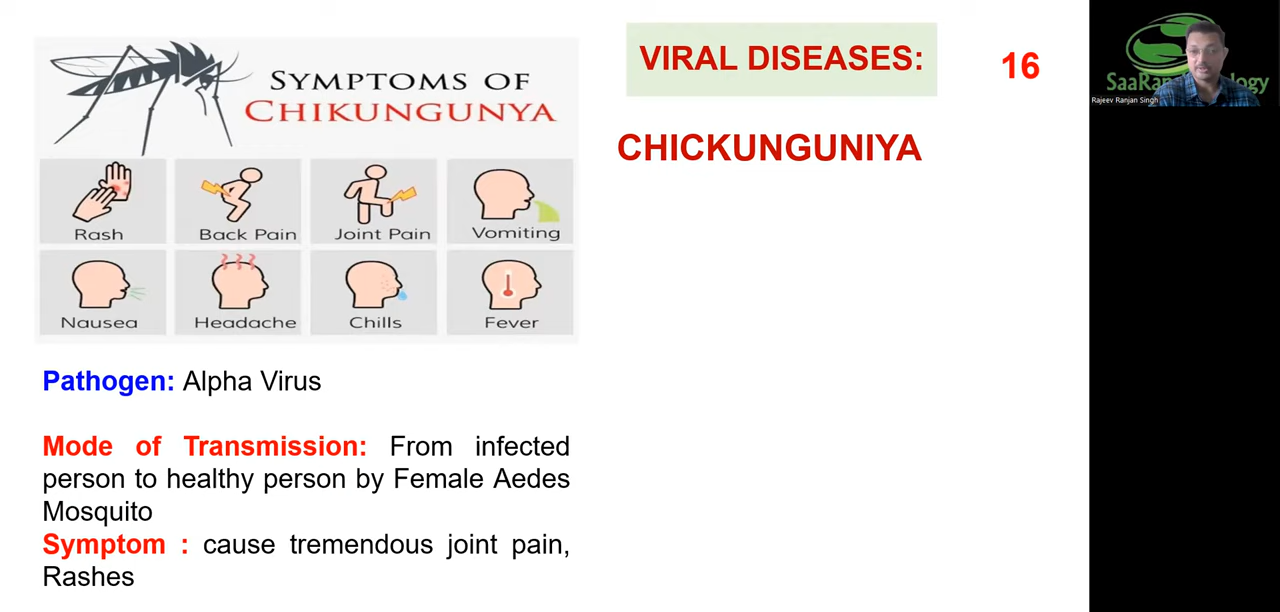 SYMPTOMS OF
CHIKUNGUNYA
Rash
Back Pain
Joint Pain
Vomiting
Nausea
Headache
Chills
Fever
Pathogen: Alpha Virus
Mode of Transmission: From infected
person to healthy person by Female Aedes
Mosquito
Symptom : cause tremendous joint pain,
Rashes
VIRAL DISEASES:
16
CHICKUNGUNIYA
Rajeev Ranjan Singh